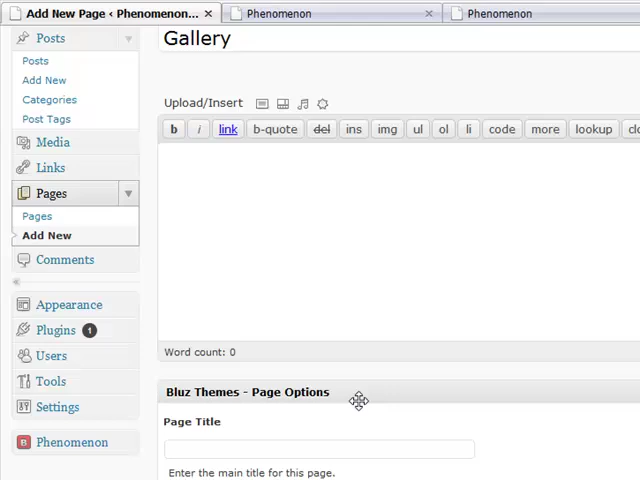 Add New Page ‹ Phenomenon...
Phenomenon
Phenomenon
Posts
Posts
Add New
Categories
Post Tags
Media
Links
Pages
Pages
Add New
Comments
Appearance
Plugins 1
Users
Tools
Settings
B Phenomenon
Gallery
Upload/Insert
b i link b-quote del ins img ul ol li code more lookup
Word count: 0
Bluz Themes - Page Options
Page Title
Enter the main title for this page.